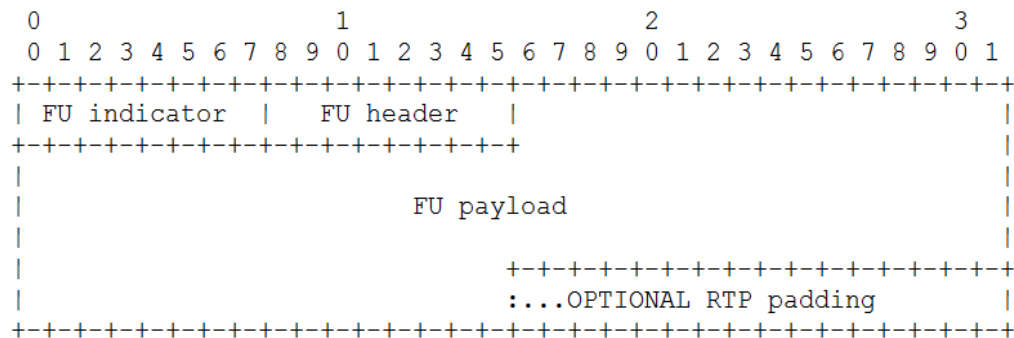 0                   1                   2                   3
 0 1 2 3 4 5 6 7 8 9 0 1 2 3 4 5 6 7 8 9 0 1 2 3 4 5 6 7 8 9 0 1
+-+-+-+-+-+-+-+-+-+-+-+-+-+-+-+-+-+-+-+-+-+-+-+-+-+-+-+-+-+-+-+-+
| FU indicator  |   FU header   |                               |
+-+-+-+-+-+-+-+-+-+-+-+-+-+-+-+-+                               |
|                                                               |
|                         FU payload                            |
|                                                               |
|                               +-+-+-+-+-+-+-+-+-+-+-+-+-+-+-+-+
|                               :...OPTIONAL RTP padding        |
+-+-+-+-+-+-+-+-+-+-+-+-+-+-+-+-+-+-+-+-+-+-+-+-+-+-+-+-+-+-+-+-+